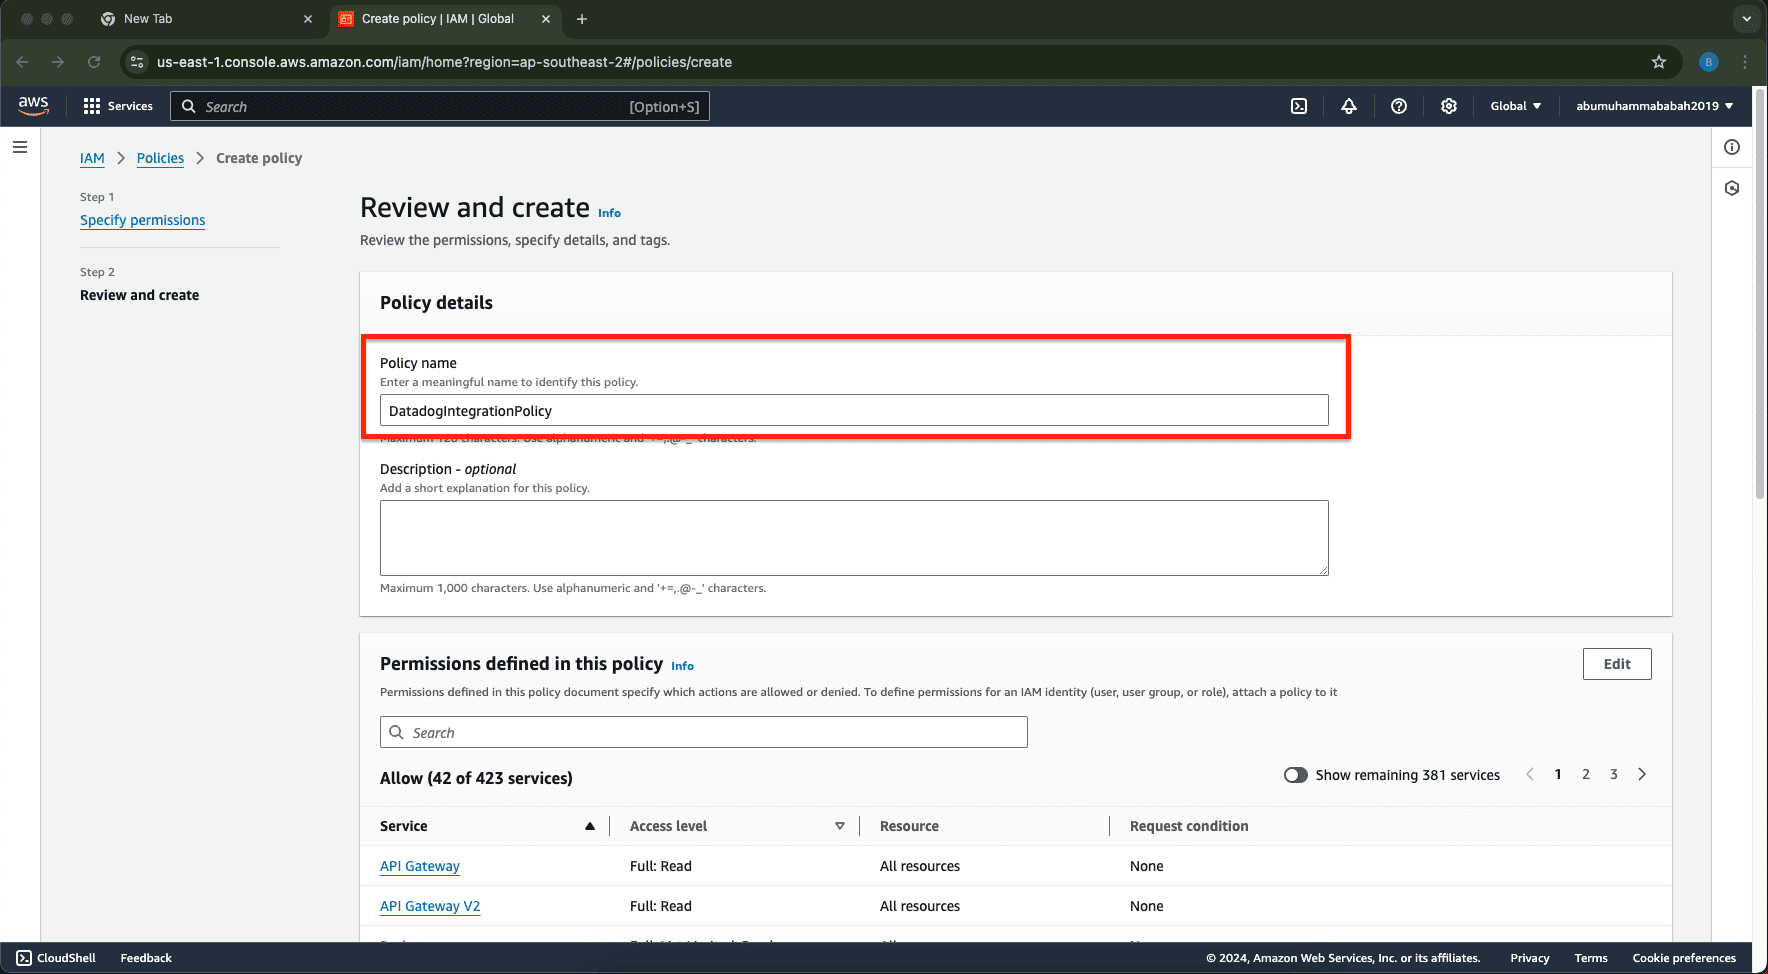 New Tab
Create policy | IAM | Global
us-east-1.console.aws.amazon.com/iam/home?region=ap-southeast-2#/policies/create
B
aws
Services
Search
[Option+S]
Global
abumuhammababah2019
IAM
Policies
Create policy
Step 1
Specify permissions
Step 2
Review and create
Review and create Info
Review the permissions, specify details, and tags.
Policy details
Policy name
Enter a meaningful name to identify this policy.
DatadogIntegrationPolicy
Maximum 128 characters. Use alphanumeric and '+=,.@-_' characters.
Description - optional
Add a short explanation for this policy.
Maximum 1,000 characters. Use alphanumeric and '+=,.@-_' characters.
Permissions defined in this policy Info
Edit
Permissions defined in this policy document specify which actions are allowed or denied. To define permissions for an IAM identity (user, user group, or role), attach a policy to it
Search
Allow (42 of 423 services)
Show remaining 381 services
1 2 3
Service Access level Resource Request condition
API Gateway Full: Read All resources None
API Gateway V2 Full: Read All resources None
CloudShell
Feedback
© 2024, Amazon Web Services, Inc. or its affiliates.
Privacy
Terms
Cookie preferences